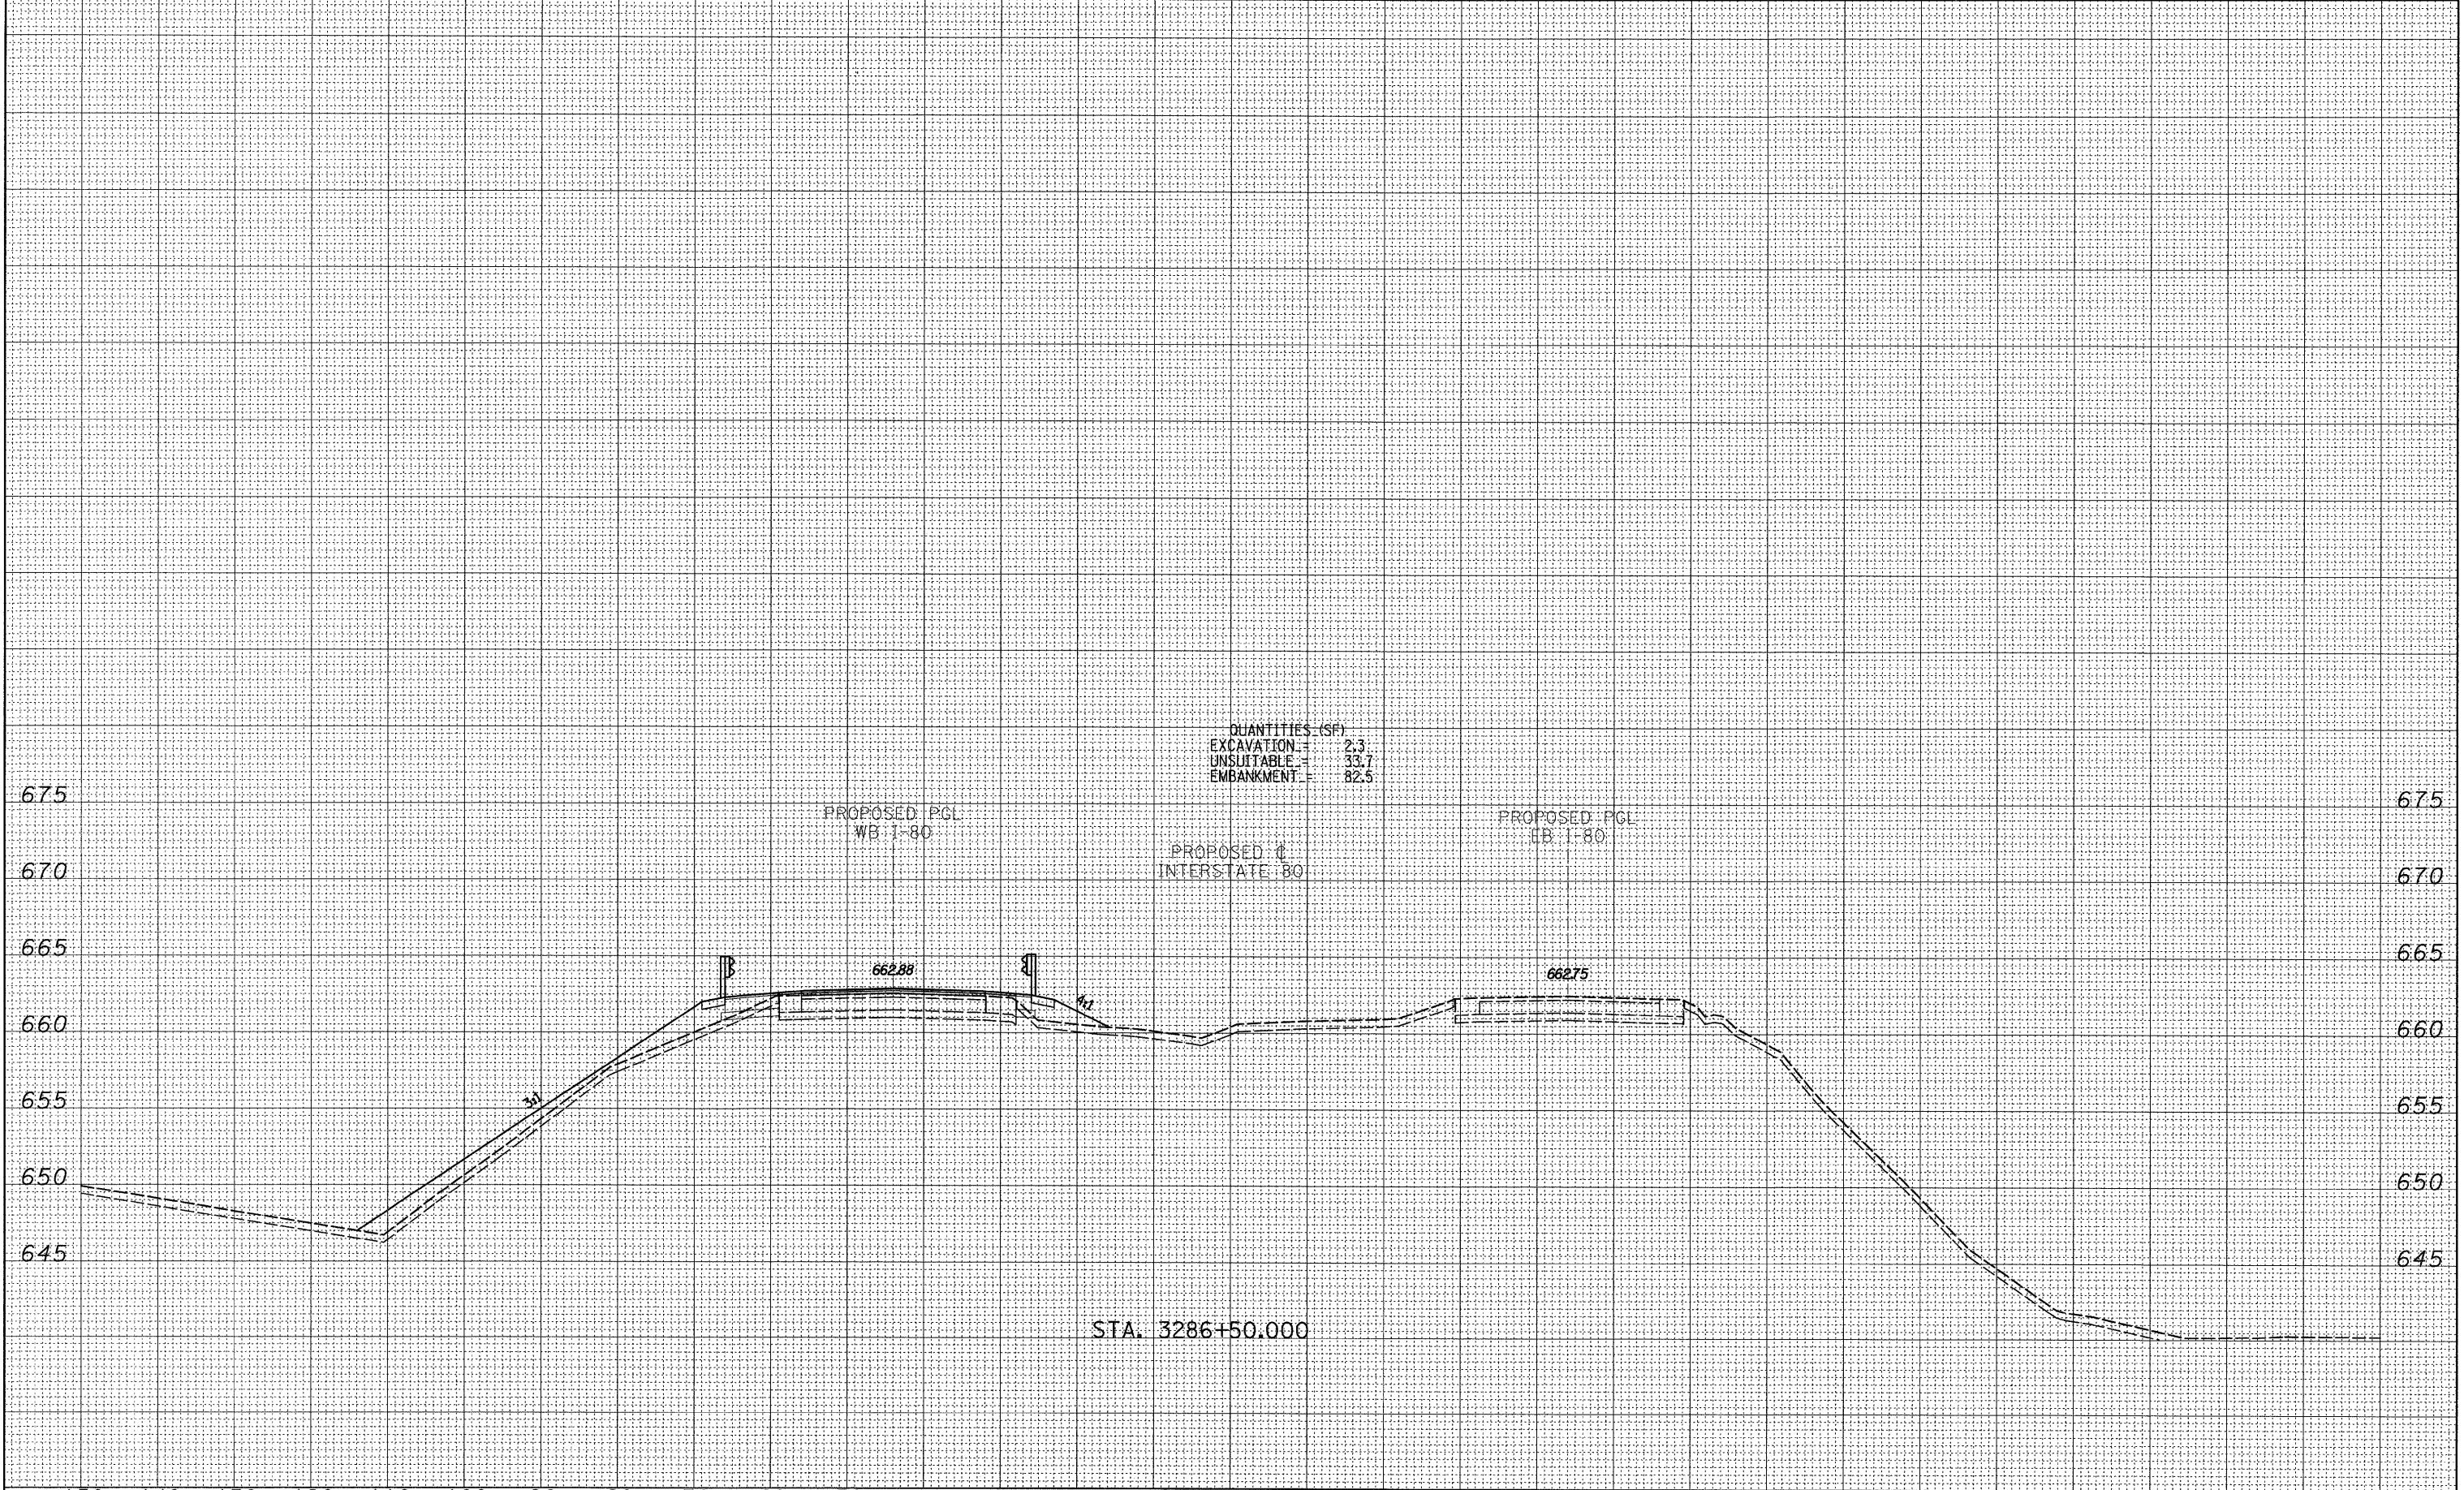 QUANTITIES (SF)
EXCAVATION = 2.3
UNSUITABLE = 33.7
EMBANKMENT = 82.5
675
675
PROPOSED PGL
WB I-80
PROPOSED PGL
EB I-80
PROPOSED ℄
INTERSTATE 80
670
670
665
665
662.88
662.75
4:1
660
660
3:1
655
655
650
650
645
645
STA. 3286+50.000